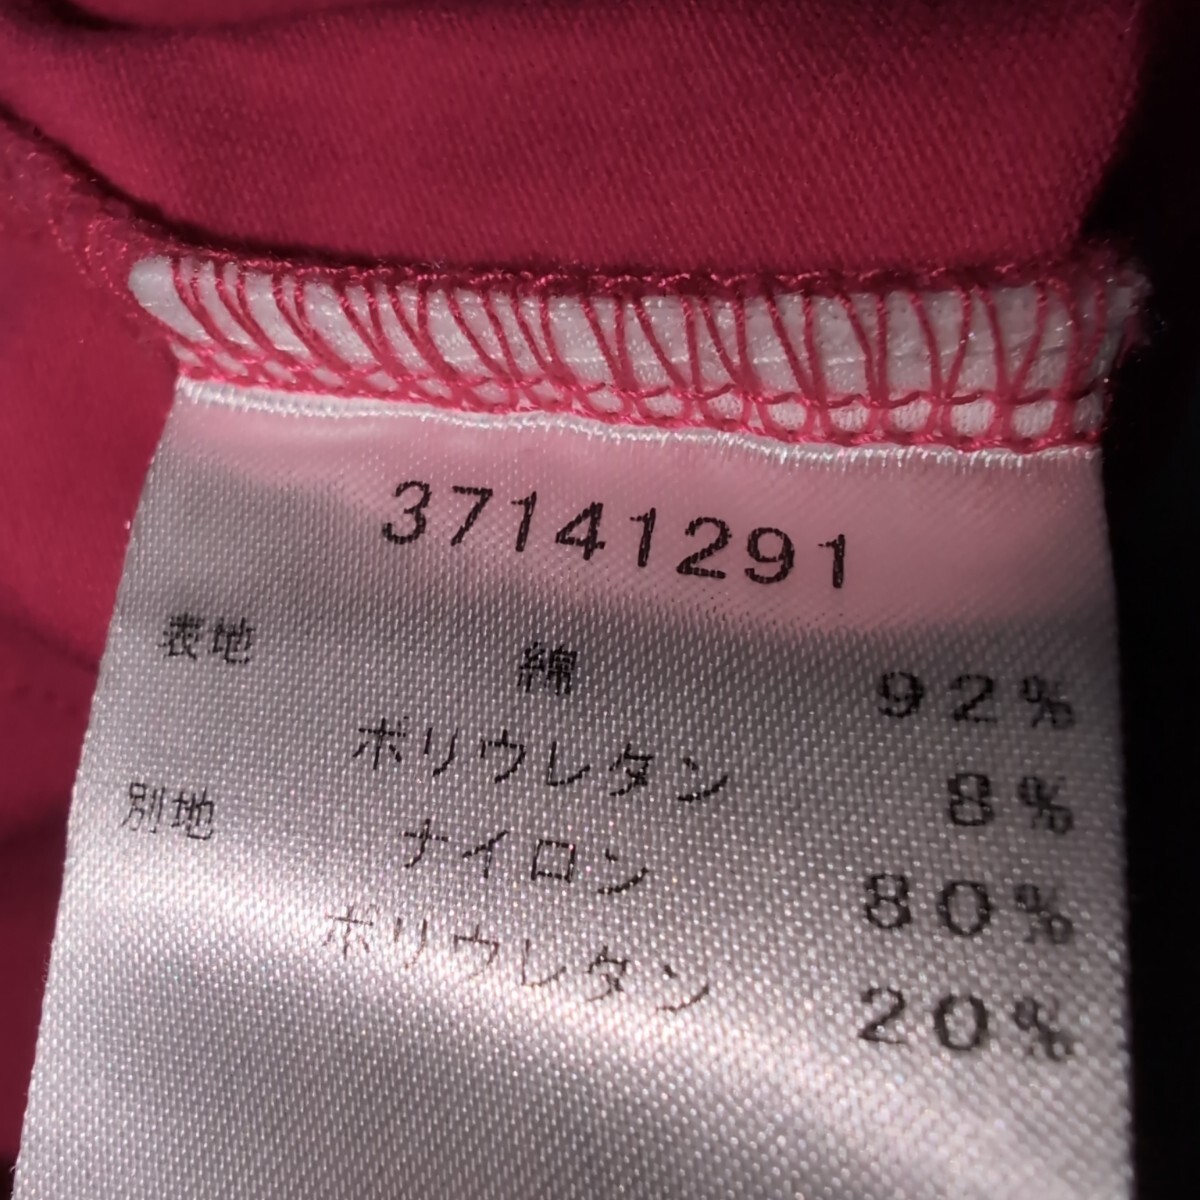 37141291
表地 綿 92%
ポリウレタン 8%
別地 ナイロン 80%
ポリウレタン 20%